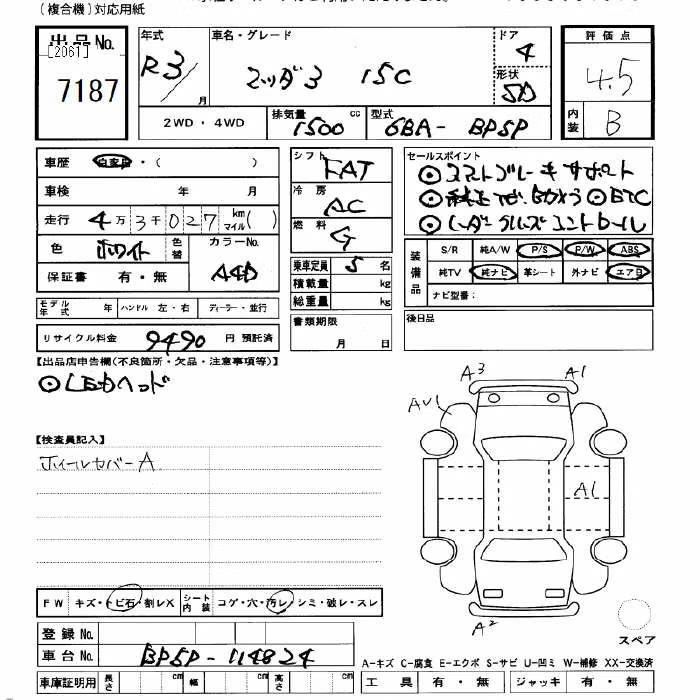 (複合機)対応用紙
出品No. 年式 車名・グレード ドア 評価点
[2061] R3/ マツダ3 15C 4 4.5
7187 月 形状 SD
2WD・4WD 排気量 1500 cc 型式 6BA- BP5P 内装 B
車歴 自家用・( ) シフト FAT セールスポイント
◎スマートブレーキサポート
車検 年 月 冷房 AC ◎純正ナビ Bカメラ ◎ETC
走行 4万3千027 km マイル( ) 燃料 G ◎レーダークルーズコントロール
色 ホワイト 色替 カラーNo. A4D 装備品 S/R 純A/W P/S P/W ABS
保証書 有・無 乗車定員 5 名 純TV 純ナビ 革シート 外ナビ エアB
積載量 kg ナビ型番:
モデル年式 年 ハンドル 左・右 ディーラー・並行 総重量 kg
リサイクル料金 9490 円 預託済 書類期限 月 日 後日品
【出品店申告欄(不良箇所・欠品・注意事項等)】
◎LEDヘッド
A3 A1
AU1
【検査員記入】
ホイールカバーA
A1
FW キズ・トビ石・割レX シート内装 コゲ・穴・汚レ・シミ・破レ・スレ
A2
登録No. スペア
車台No. BP5P-114824
A-キズ C-腐食 E-エクボ S-サビ U-凹ミ W-補修 XX-交換済
車庫証明用 長さ cm 幅 cm 高さ cm 工具 有・無 ジャッキ 有・無